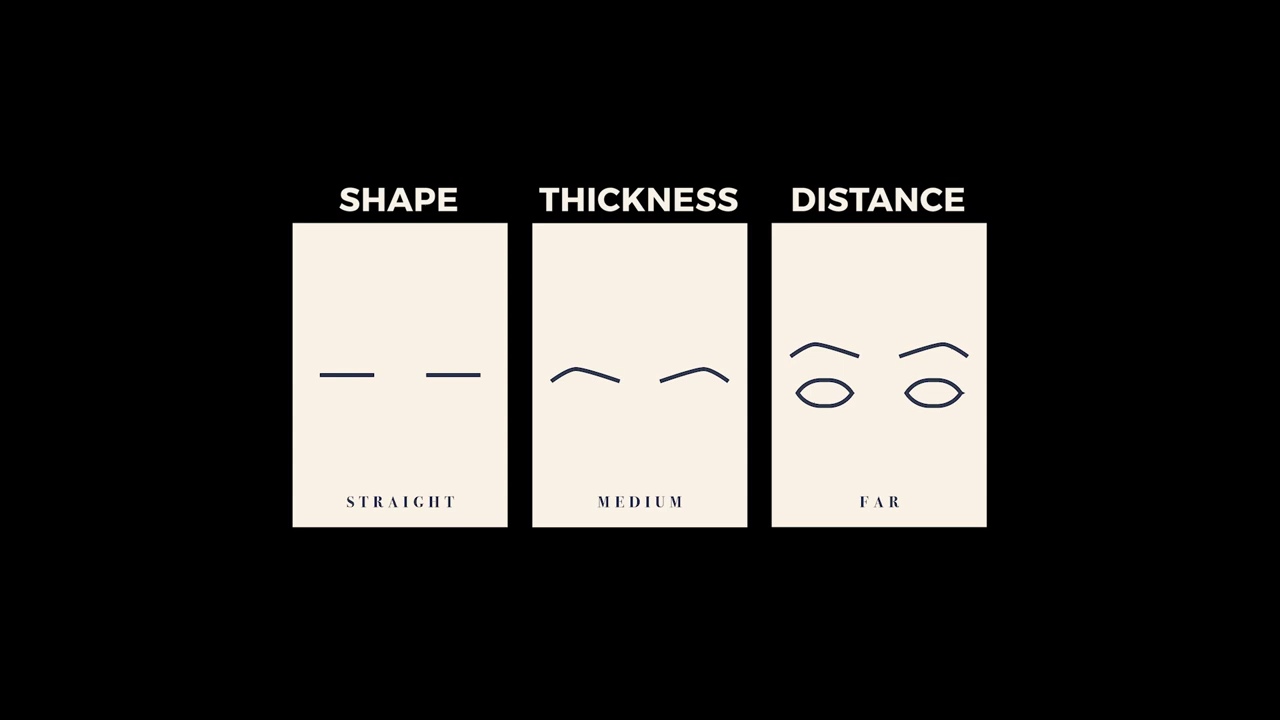 SHAPE
THICKNESS
DISTANCE
STRAIGHT
MEDIUM
FAR